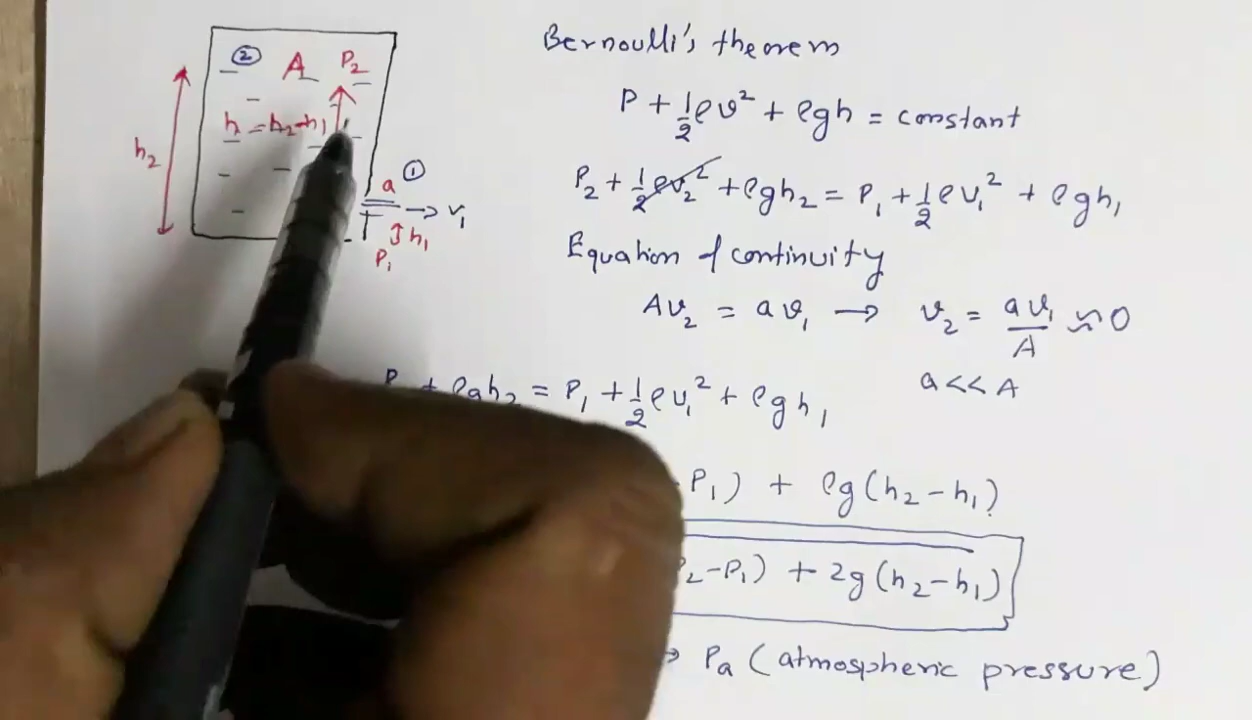 ② A P₂
h = h₂-h₁
h₂
a ①
→ v₁
h₁
P₁
Bernoulli's theorem
P + ½ρv² + ρgh = constant
P₂ + ½ρv₂² + ρgh₂ = P₁ + ½ρv₁² + ρgh₁
Equation of continuity
Av₂ = av₁ → v₂ = av₁/A ≈ 0
a << A
+ ρgh₂ = P₁ + ½ρv₁² + ρgh₁
P₁) + ρg(h₂-h₁)
₂-P₁) + 2g(h₂-h₁)
→ Pa (atmospheric pressure)